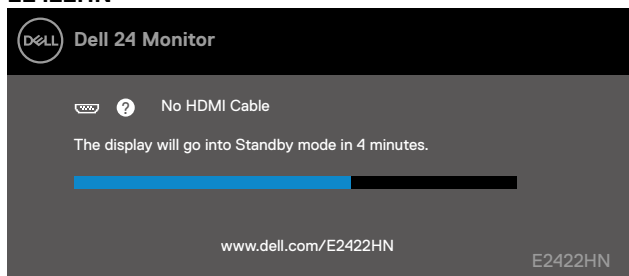 E2422HN
DELL Dell 24 Monitor
? No HDMI Cable
The display will go into Standby mode in 4 minutes.
www.dell.com/E2422HN
E2422HN